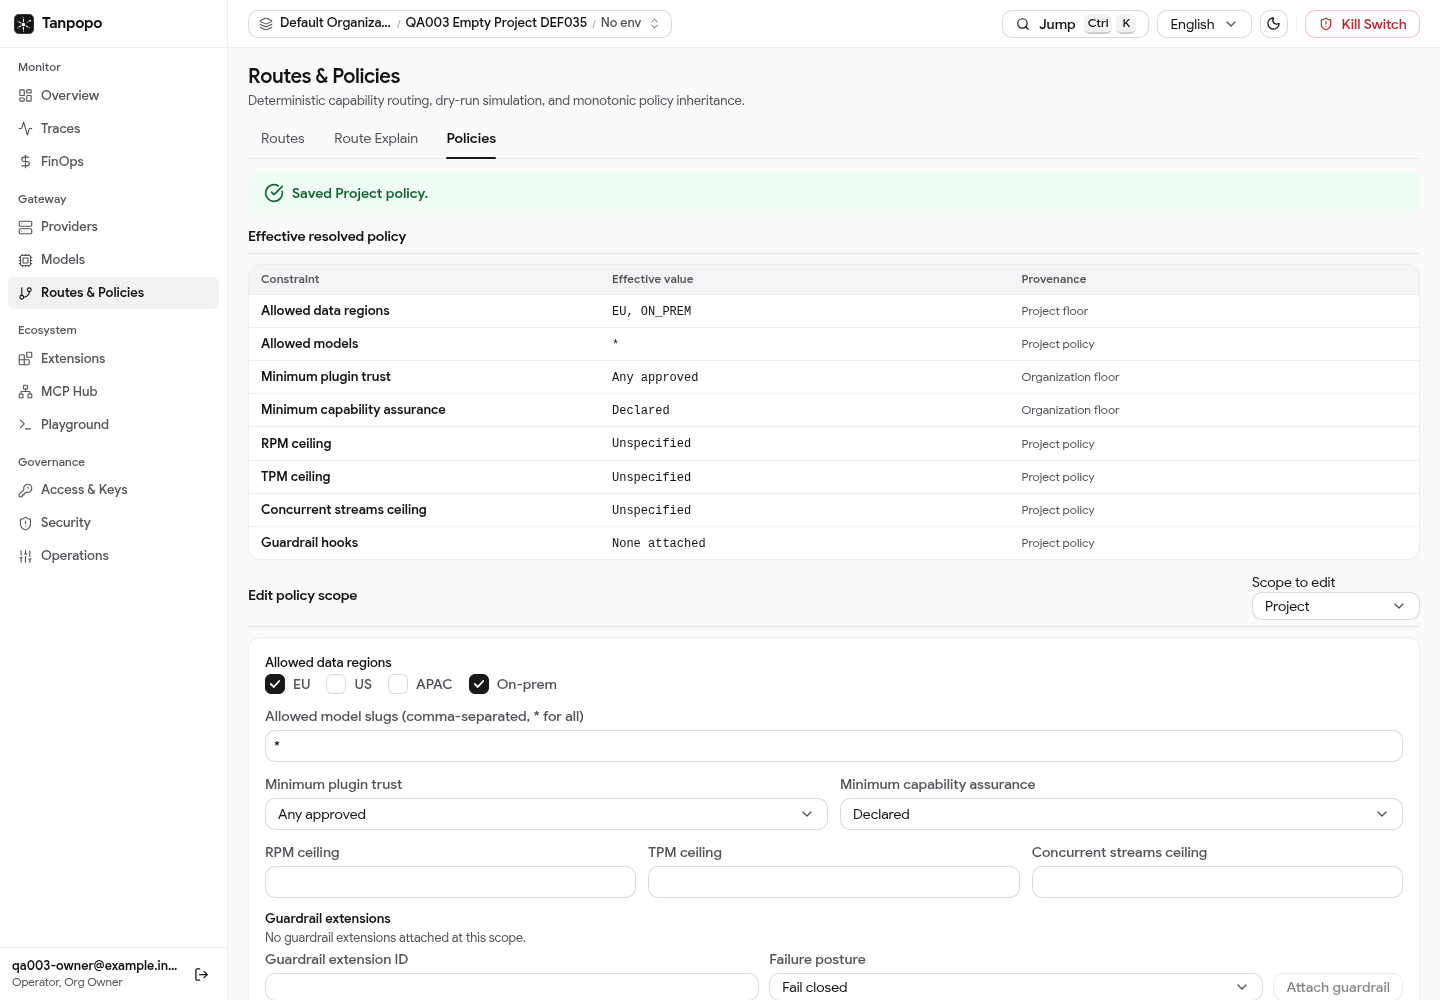 Tanpopo
Default Organiza... / QA003 Empty Project DEF035 / No env
Jump Ctrl K
English
Kill Switch
Monitor
Overview
Traces
FinOps
Gateway
Providers
Models
Routes & Policies
Ecosystem
Extensions
MCP Hub
Playground
Governance
Access & Keys
Security
Operations
qa003-owner@example.in...
Operator, Org Owner
Routes & Policies
Deterministic capability routing, dry-run simulation, and monotonic policy inheritance.
Routes Route Explain Policies
Saved Project policy.
Effective resolved policy
Constraint Effective value Provenance
Allowed data regions EU, ON_PREM Project floor
Allowed models * Project policy
Minimum plugin trust Any approved Organization floor
Minimum capability assurance Declared Organization floor
RPM ceiling Unspecified Project policy
TPM ceiling Unspecified Project policy
Concurrent streams ceiling Unspecified Project policy
Guardrail hooks None attached Project policy
Edit policy scope
Scope to edit
Project
Allowed data regions
EU US APAC On-prem
Allowed model slugs (comma-separated, * for all)
*
Minimum plugin trust Minimum capability assurance
Any approved Declared
RPM ceiling TPM ceiling Concurrent streams ceiling
Guardrail extensions
No guardrail extensions attached at this scope.
Guardrail extension ID Failure posture
Fail closed Attach guardrail